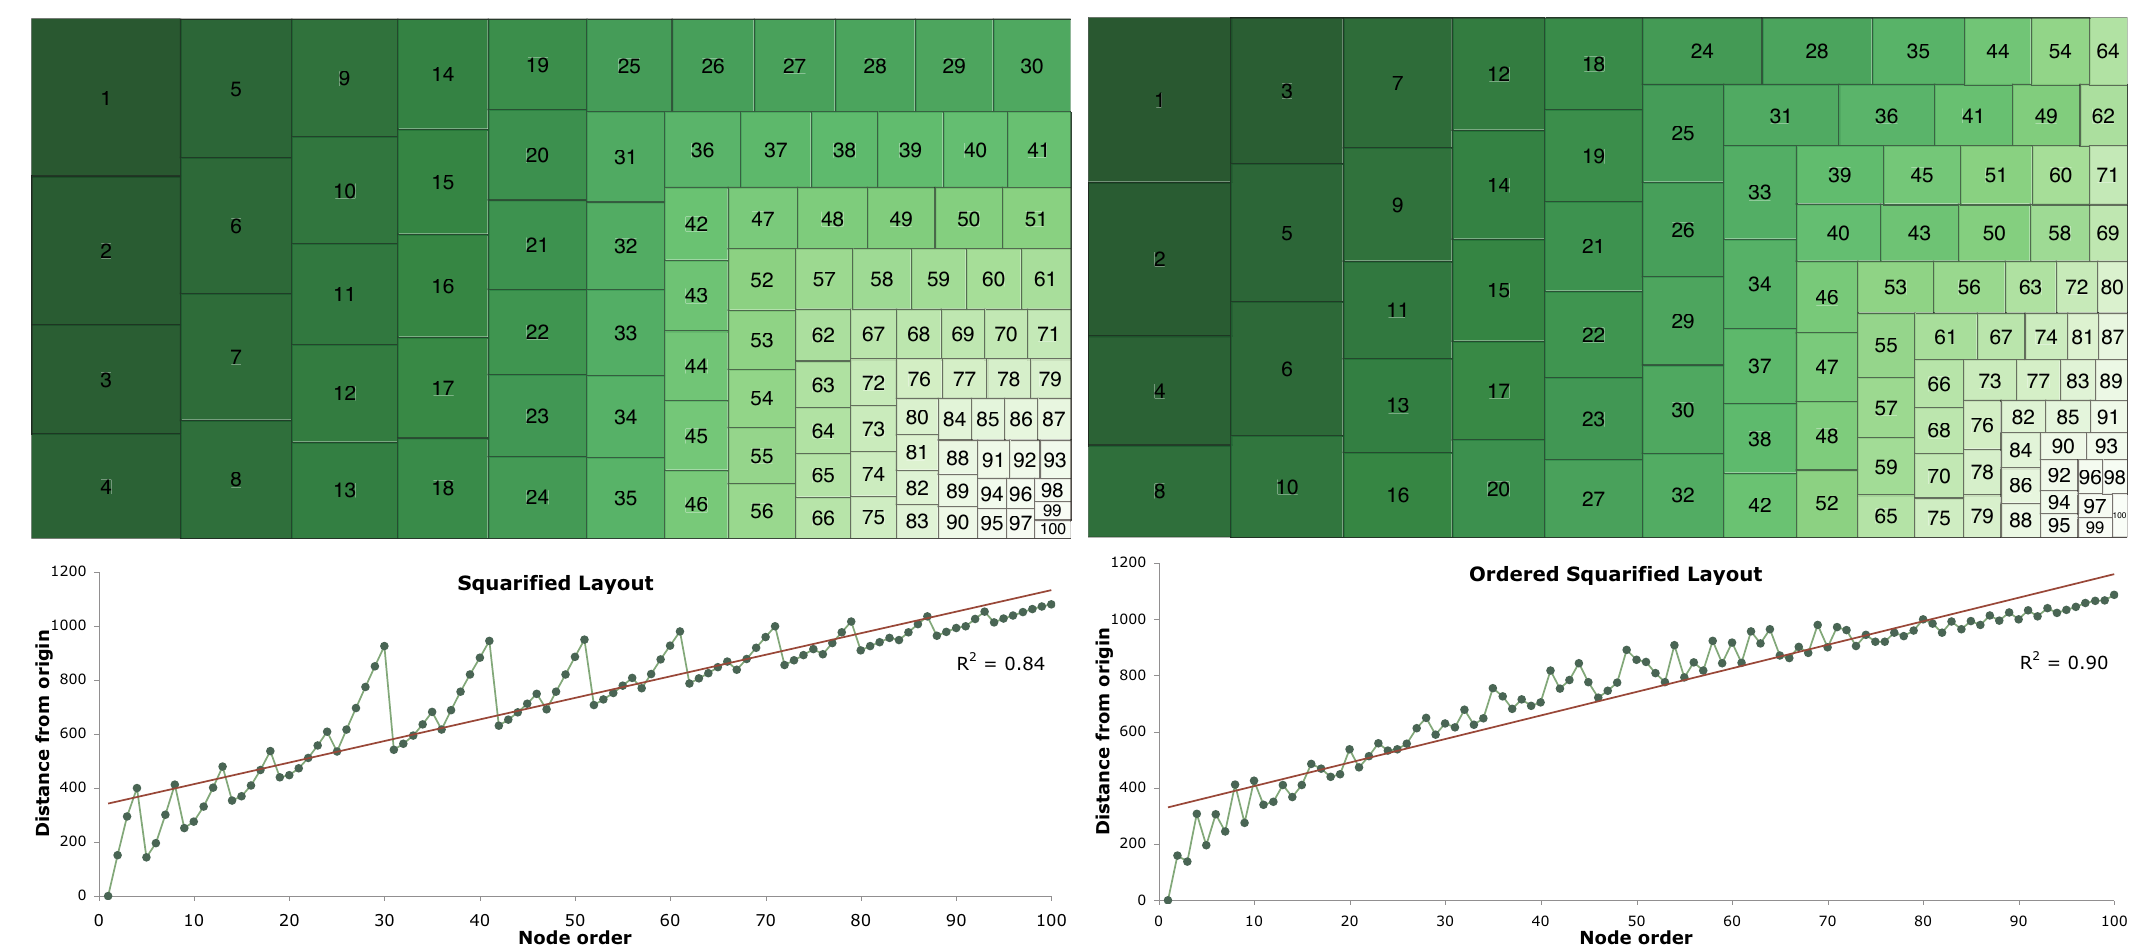 1 5 9 14 19 25 26 27 28 29 30
20 31 36 37 38 39 40 41
2 6 10 15 21 32 42 47 48 49 50 51
11 16 43 52 57 58 59 60 61
3 7 12 17 22 33 44 53 62 67 68 69 70 71
23 34 45 54 63 72 76 77 78 79
64 73 80 84 85 86 87
55 65 74 81 88 91 92 93
4 8 13 18 24 35 46 56 66 75 82 89 94 96 98
83 90 95 97 99
100
1 3 7 12 18 24 28 35 44 54 64
25 31 36 41 49 62
2 5 9 14 19 33 39 45 51 60 71
21 26 40 43 50 58 69
11 15 34 46 53 56 63 72 80
4 6 13 17 22 29 37 47 55 61 67 74 81 87
23 30 38 48 57 66 73 77 83 89
68 76 82 85 91
59 70 78 84 90 93
8 10 16 20 27 32 42 52 65 75 79 86 92 96 98
88 94 97
95 99 100
Squarified Layout
Distance from origin
1200
1000
800
600
400
200
0
R² = 0.84
0 10 20 30 40 50 60 70 80 90 100
Node order
Ordered Squarified Layout
Distance from origin
1200
1000
800
600
400
200
0
R² = 0.90
0 10 20 30 40 50 60 70 80 90 100
Node order